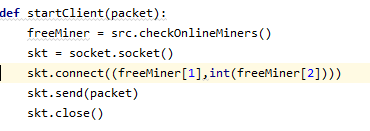 def startClient(packet):
    freeMiner = src.checkOnlineMiners()
    skt = socket.socket()
    skt.connect((freeMiner[1],int(freeMiner[2])))
    skt.send(packet)
    skt.close()